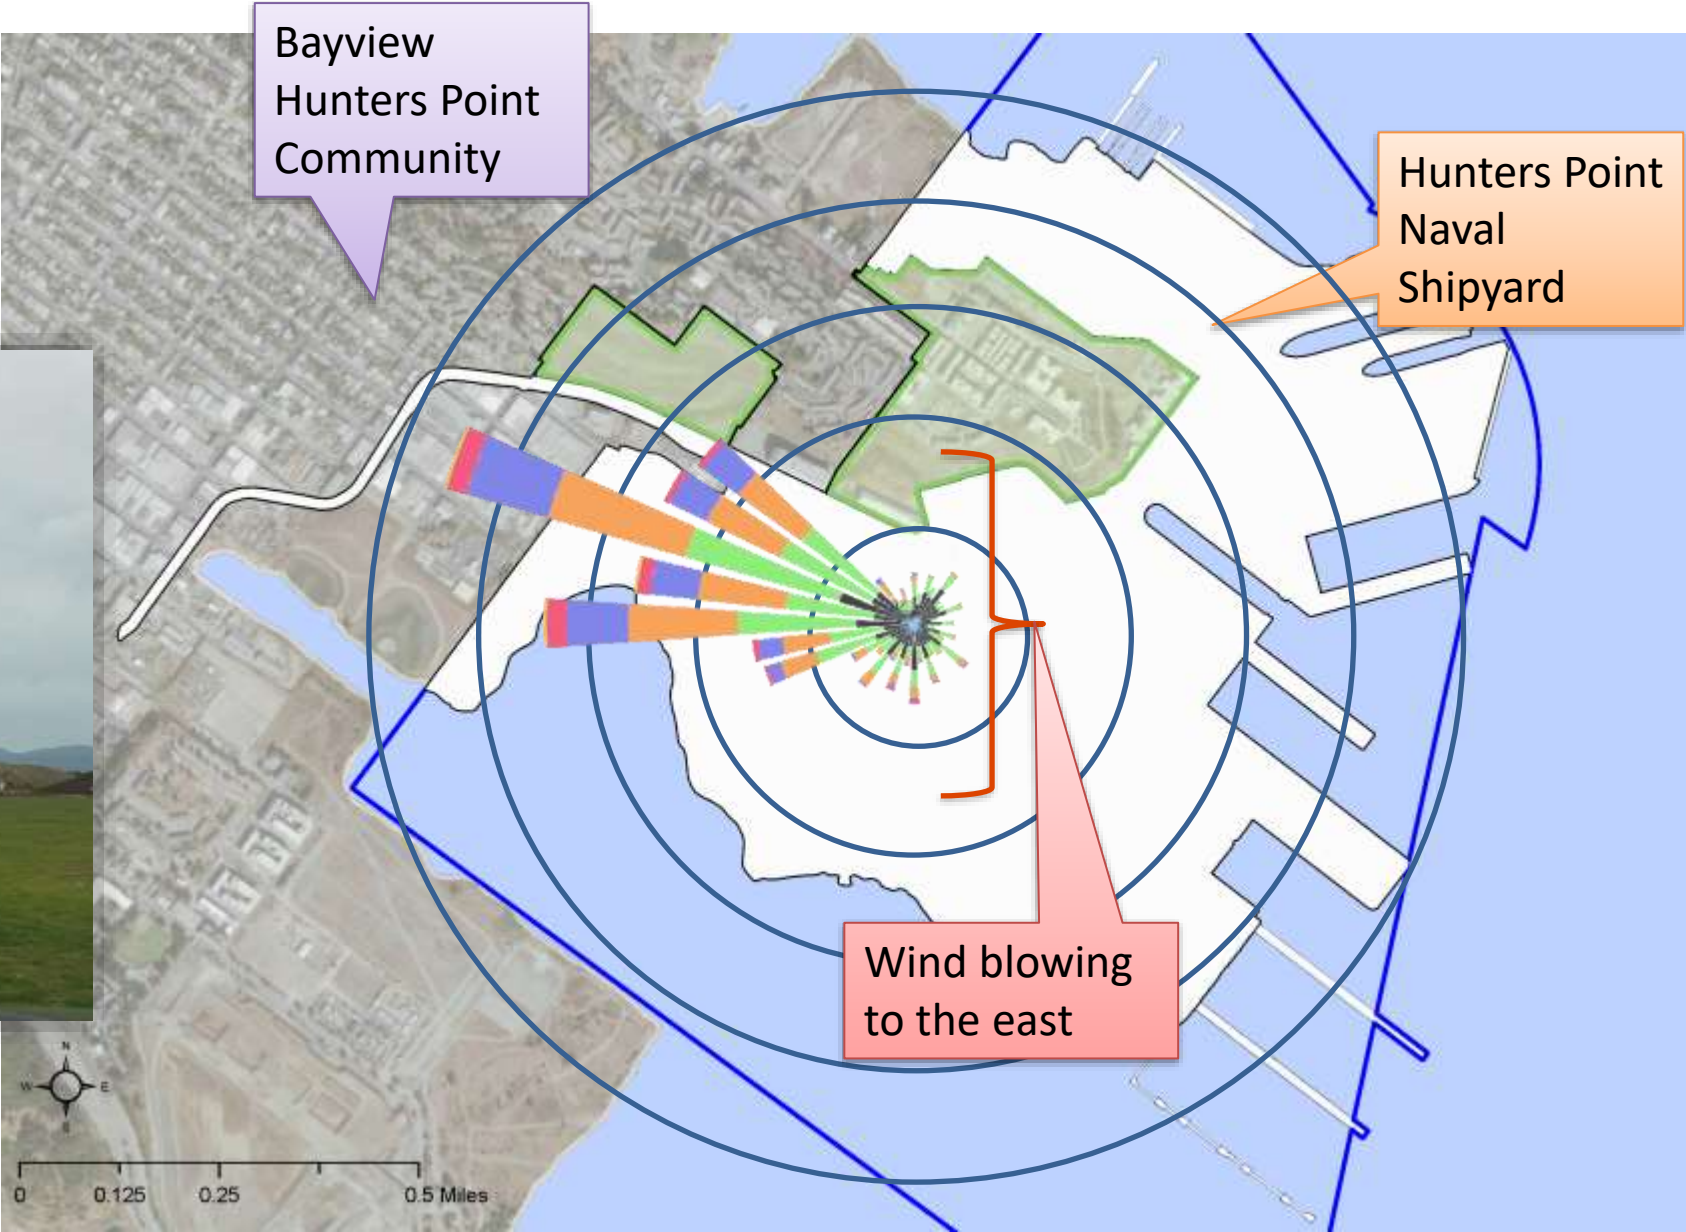 Bayview
Hunters Point
Community
Hunters Point
Naval
Shipyard
Wind blowing
to the east
N
W E
S
0 0.125 0.25 0.5 Miles